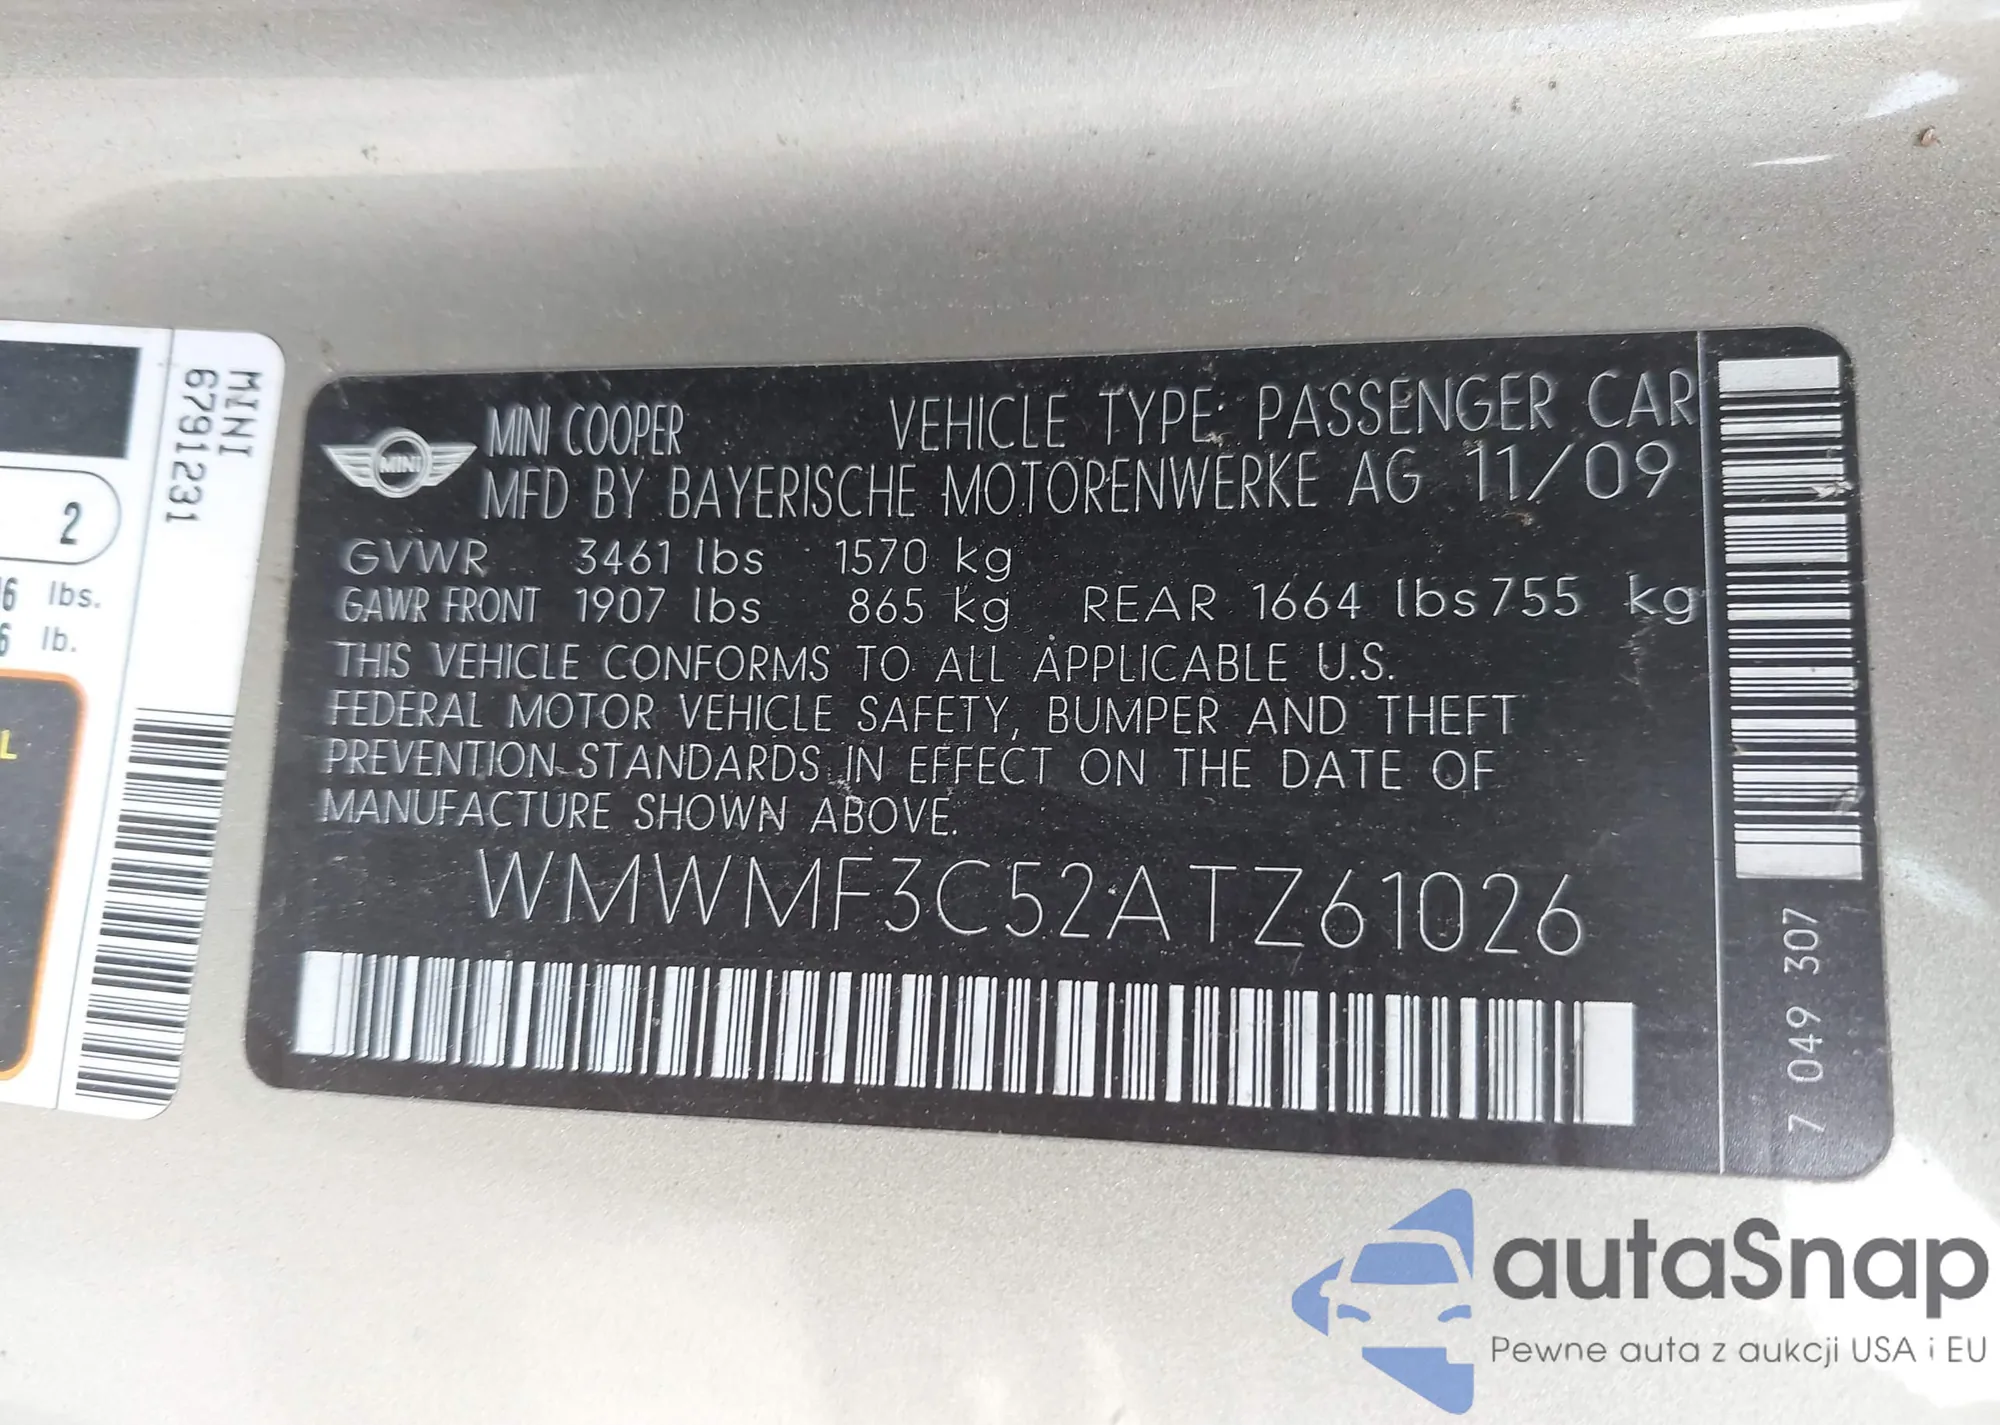 MINI COOPER VEHICLE TYPE: PASSENGER CAR
MFD BY BAYERISCHE MOTORENWERKE AG 11/09
MINI
GVWR 3461 lbs 1570 kg
GAWR FRONT 1907 lbs 865 kg REAR 1664 lbs 755 kg
THIS VEHICLE CONFORMS TO ALL APPLICABLE U.S.
FEDERAL MOTOR VEHICLE SAFETY, BUMPER AND THEFT
PREVENTION STANDARDS IN EFFECT ON THE DATE OF
MANUFACTURE SHOWN ABOVE.
WMWMF3C52ATZ61026
7 049 307
MINI
6791231
2
lbs.
lb.
autaSnap
Pewne auta z aukcji USA i EU